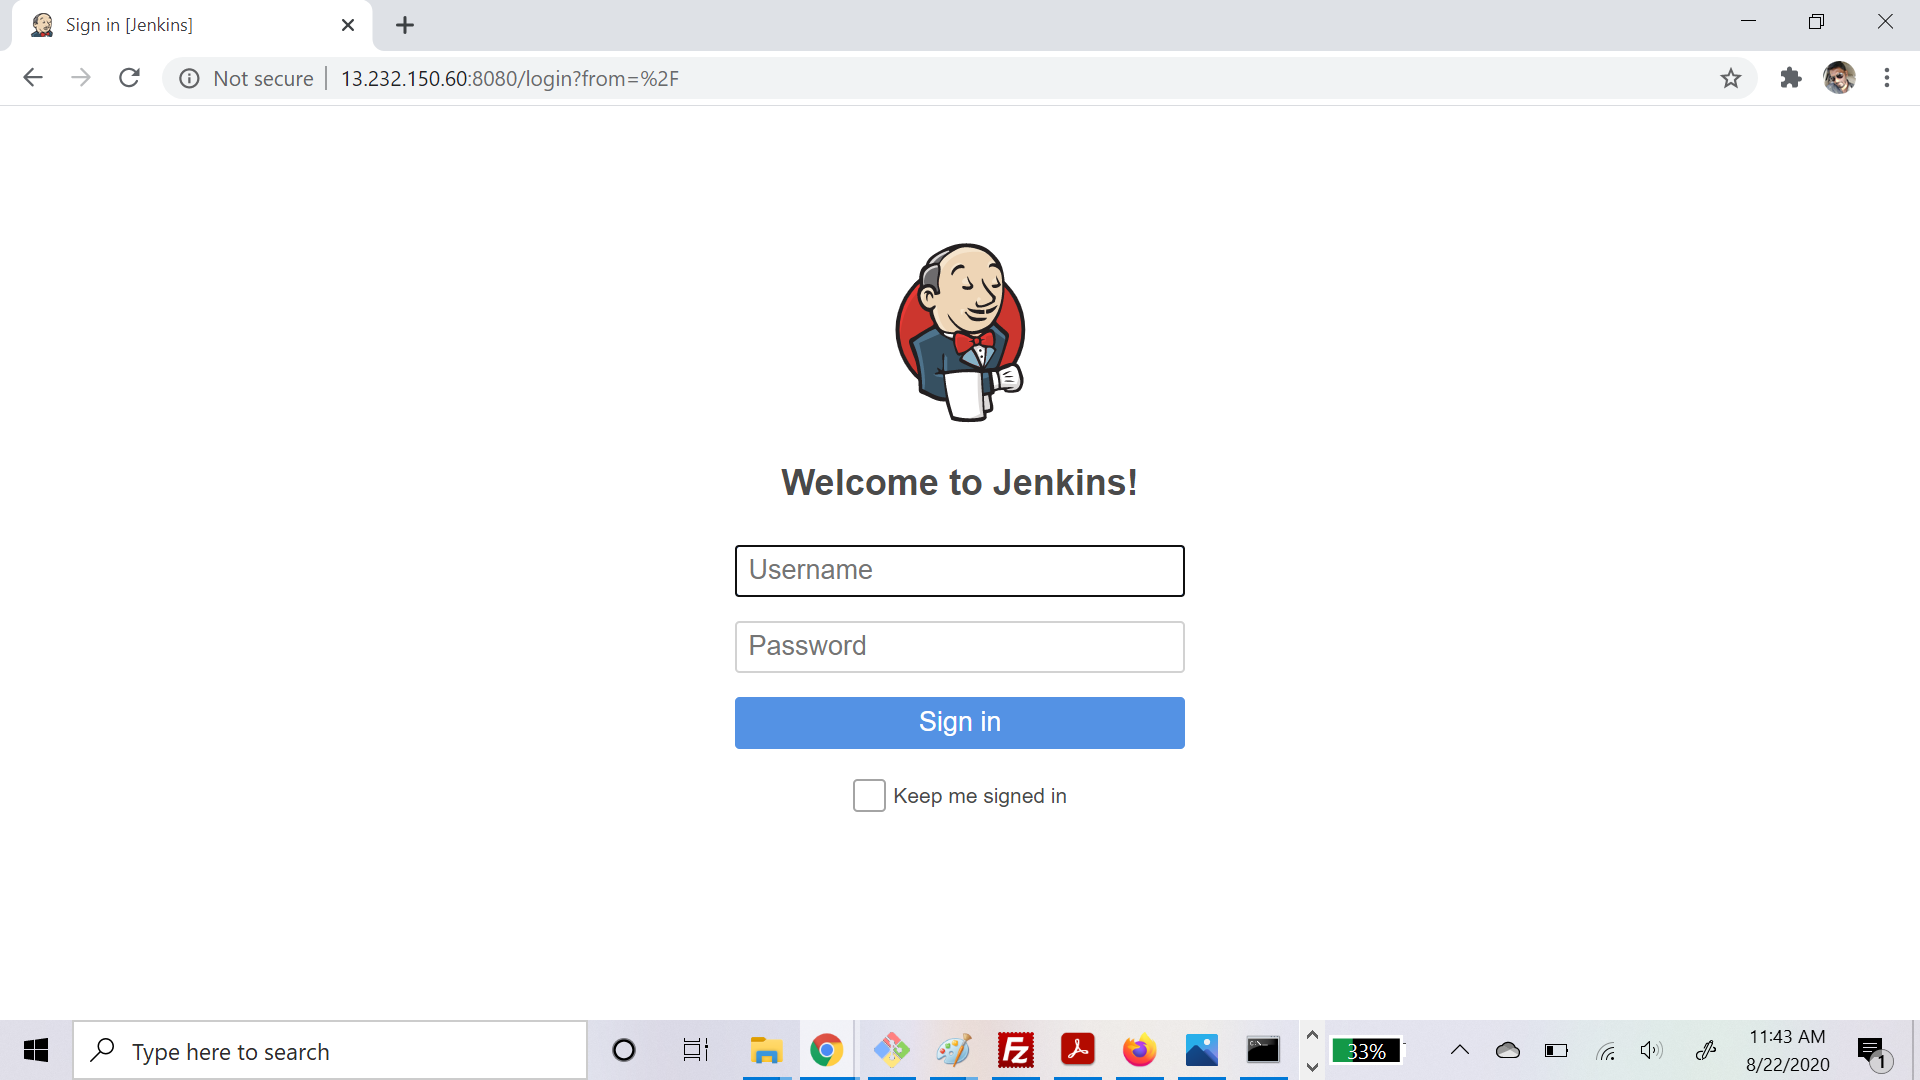 Sign in [Jenkins]
Not secure
13.232.150.60:8080/login?from=%2F
Welcome to Jenkins!
Username
Password
Sign in
Keep me signed in
Type here to search
Fz
33%
11:43 AM
8/22/2020
1